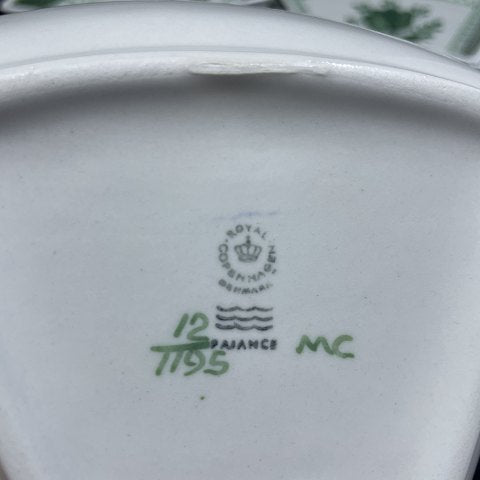 ROYAL
COPENHAGEN
DENMARK
12
1195
FAJANCE
MC